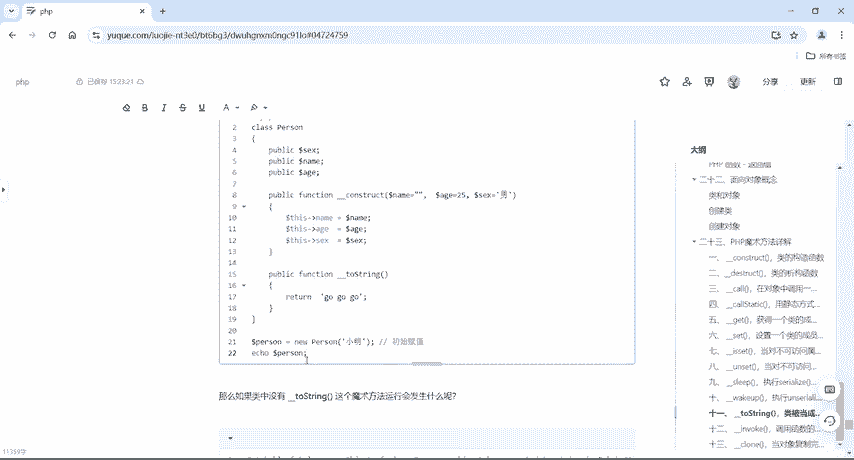 php
yuque.com/luojie-nt3e0/bt6bg3/dwuhgnxm0ngc91lo#04724759
所有书签
php
已保存 15:23:21
分享
更新
B I S U A
2 class Person
3 {
4 public $sex;
5 public $name;
6 public $age;
7
8 public function __construct($name="", $age=25, $sex='男')
9 {
10 $this->name = $name;
11 $this->age = $age;
12 $this->sex = $sex;
13 }
14
15 public function __toString()
16 {
17 return 'go go go';
18 }
19 }
20
21 $person = new Person('小明'); // 初始赋值
22 echo $person;
那么如果类中没有 __toString() 这个魔术方法运行会发生什么呢？
大纲
PHP 函数 - 返回值
二十二、面向对象概念
类和对象
创建类
创建对象
二十三、PHP魔术方法详解
一、 __construct()，类的构造函数
二、__destruct()，类的析构函数
三、 __call()，在对象中调用一...
四、 __callStatic()，用静态方式...
五、 __get()，获得一个类的成...
六、 __set()，设置一个类的成员...
七、 __isset()，当对不可访问属...
八、 __unset()，当对不可访问...
九、 __sleep()，执行serialize()...
十、 __wakeup()，执行unseriali...
十一、 __toString()，类被当成...
十二、 __invoke()，调用函数的...
十三、 __clone()，当对象复制完...
11359字